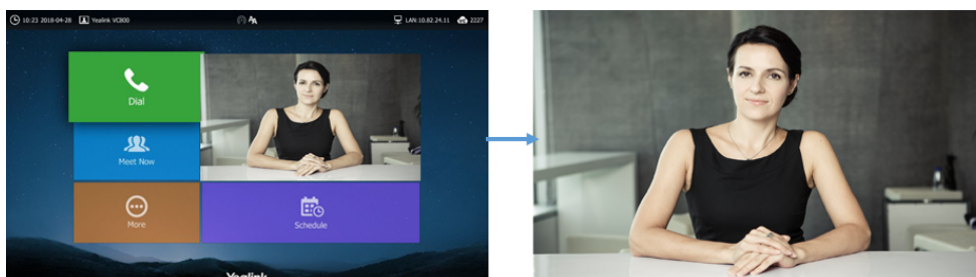 10:23 2018-04-28 Yealink VC800 LAN:10.82.24.11 2227
Dial
Meet Now
More
Schedule
Yealink